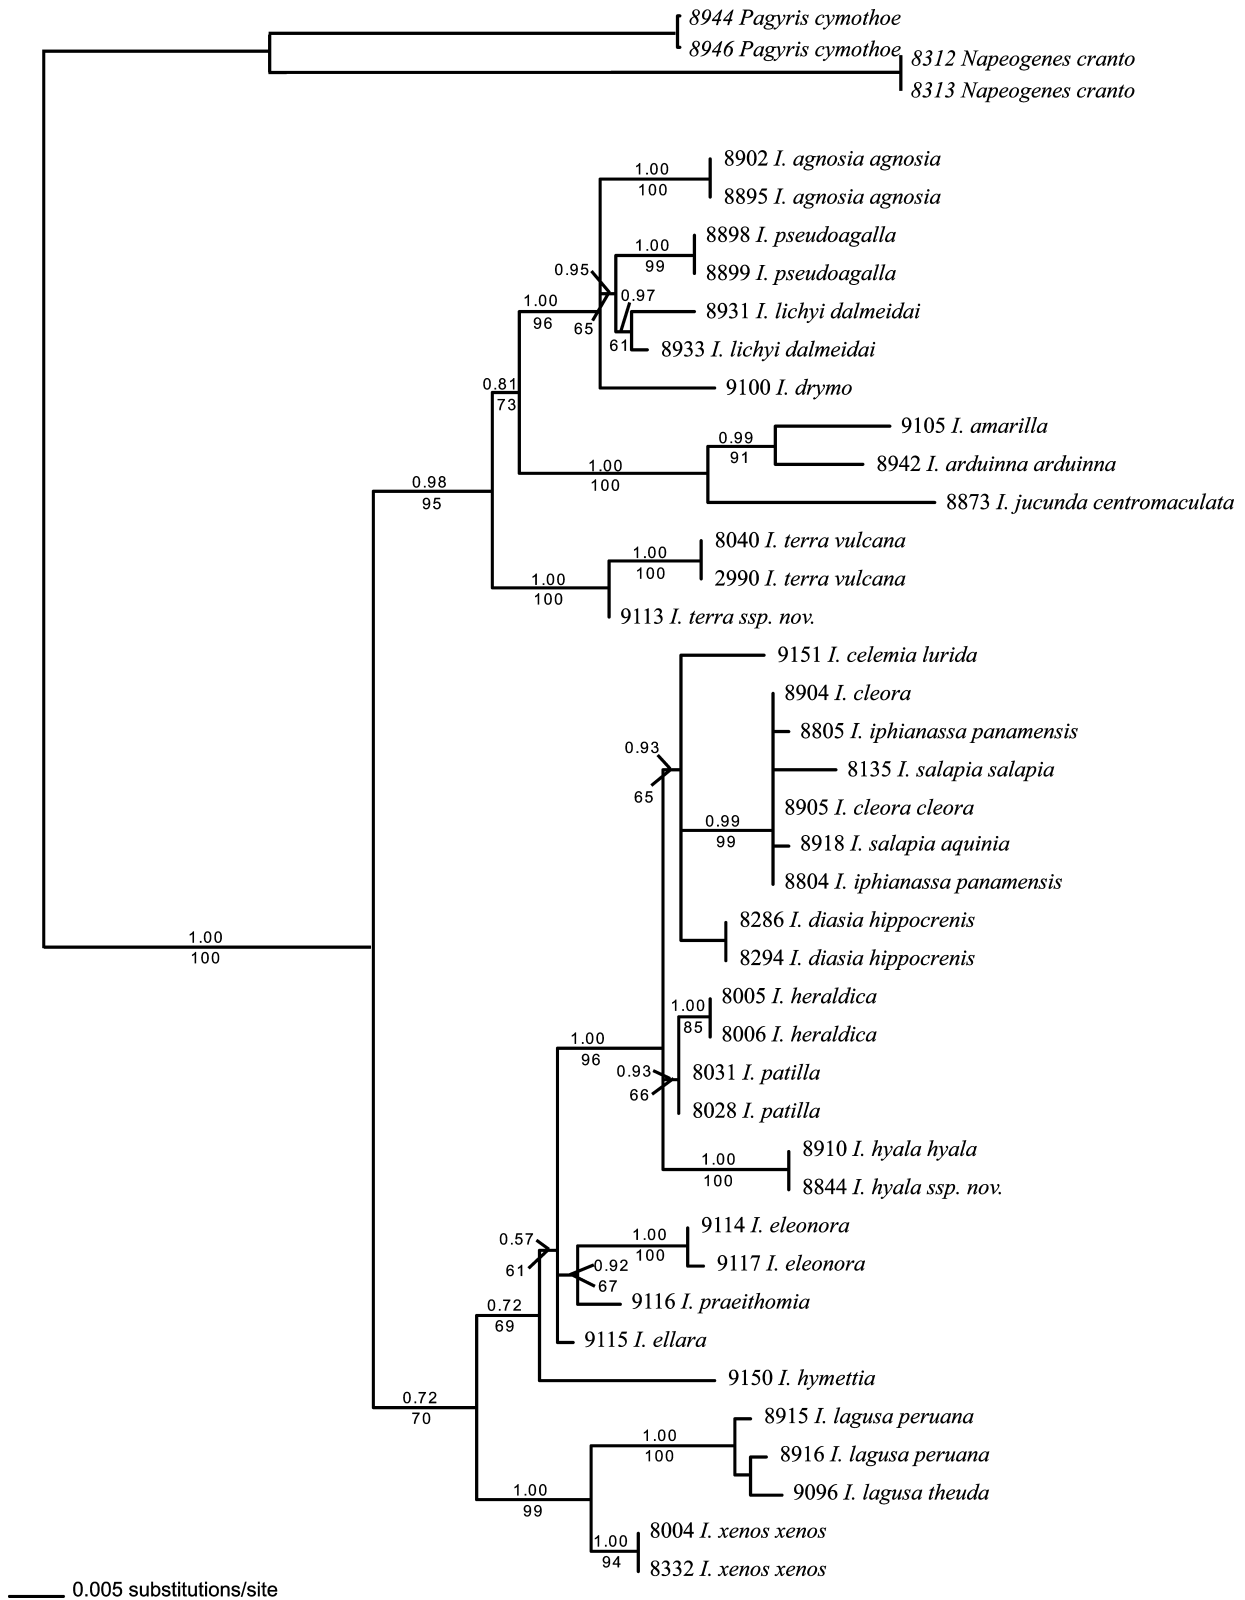 8944 Pagyris cymothoe
8946 Pagyris cymothoe
8312 Napeogenes cranto
8313 Napeogenes cranto
8902 I. agnosia agnosia
1.00
100
8895 I. agnosia agnosia
8898 I. pseudoagalla
1.00
99
8899 I. pseudoagalla
0.95
65
0.97
61
8931 I. lichyi dalmeidai
1.00
96
8933 I. lichyi dalmeidai
9100 I. drymo
0.81
73
9105 I. amarilla
0.99
91
8942 I. arduinna arduinna
1.00
100
8873 I. jucunda centromaculata
0.98
95
8040 I. terra vulcana
1.00
100
2990 I. terra vulcana
1.00
100
9113 I. terra ssp. nov.
9151 I. celemia lurida
8904 I. cleora
8805 I. iphianassa panamensis
0.93
65
8135 I. salapia salapia
8905 I. cleora cleora
0.99
99
8918 I. salapia aquinia
8804 I. iphianassa panamensis
8286 I. diasia hippocrenis
8294 I. diasia hippocrenis
1.00
100
8005 I. heraldica
1.00
85
8006 I. heraldica
1.00
96
0.93
66
8031 I. patilla
8028 I. patilla
8910 I. hyala hyala
1.00
100
8844 I. hyala ssp. nov.
9114 I. eleonora
1.00
100
0.57
61
9117 I. eleonora
0.92
67
9116 I. praeithomia
0.72
69
9115 I. ellara
9150 I. hymettia
0.72
70
8915 I. lagusa peruana
1.00
100
8916 I. lagusa peruana
9096 I. lagusa theuda
1.00
99
8004 I. xenos xenos
1.00
94
8332 I. xenos xenos
0.005 substitutions/site